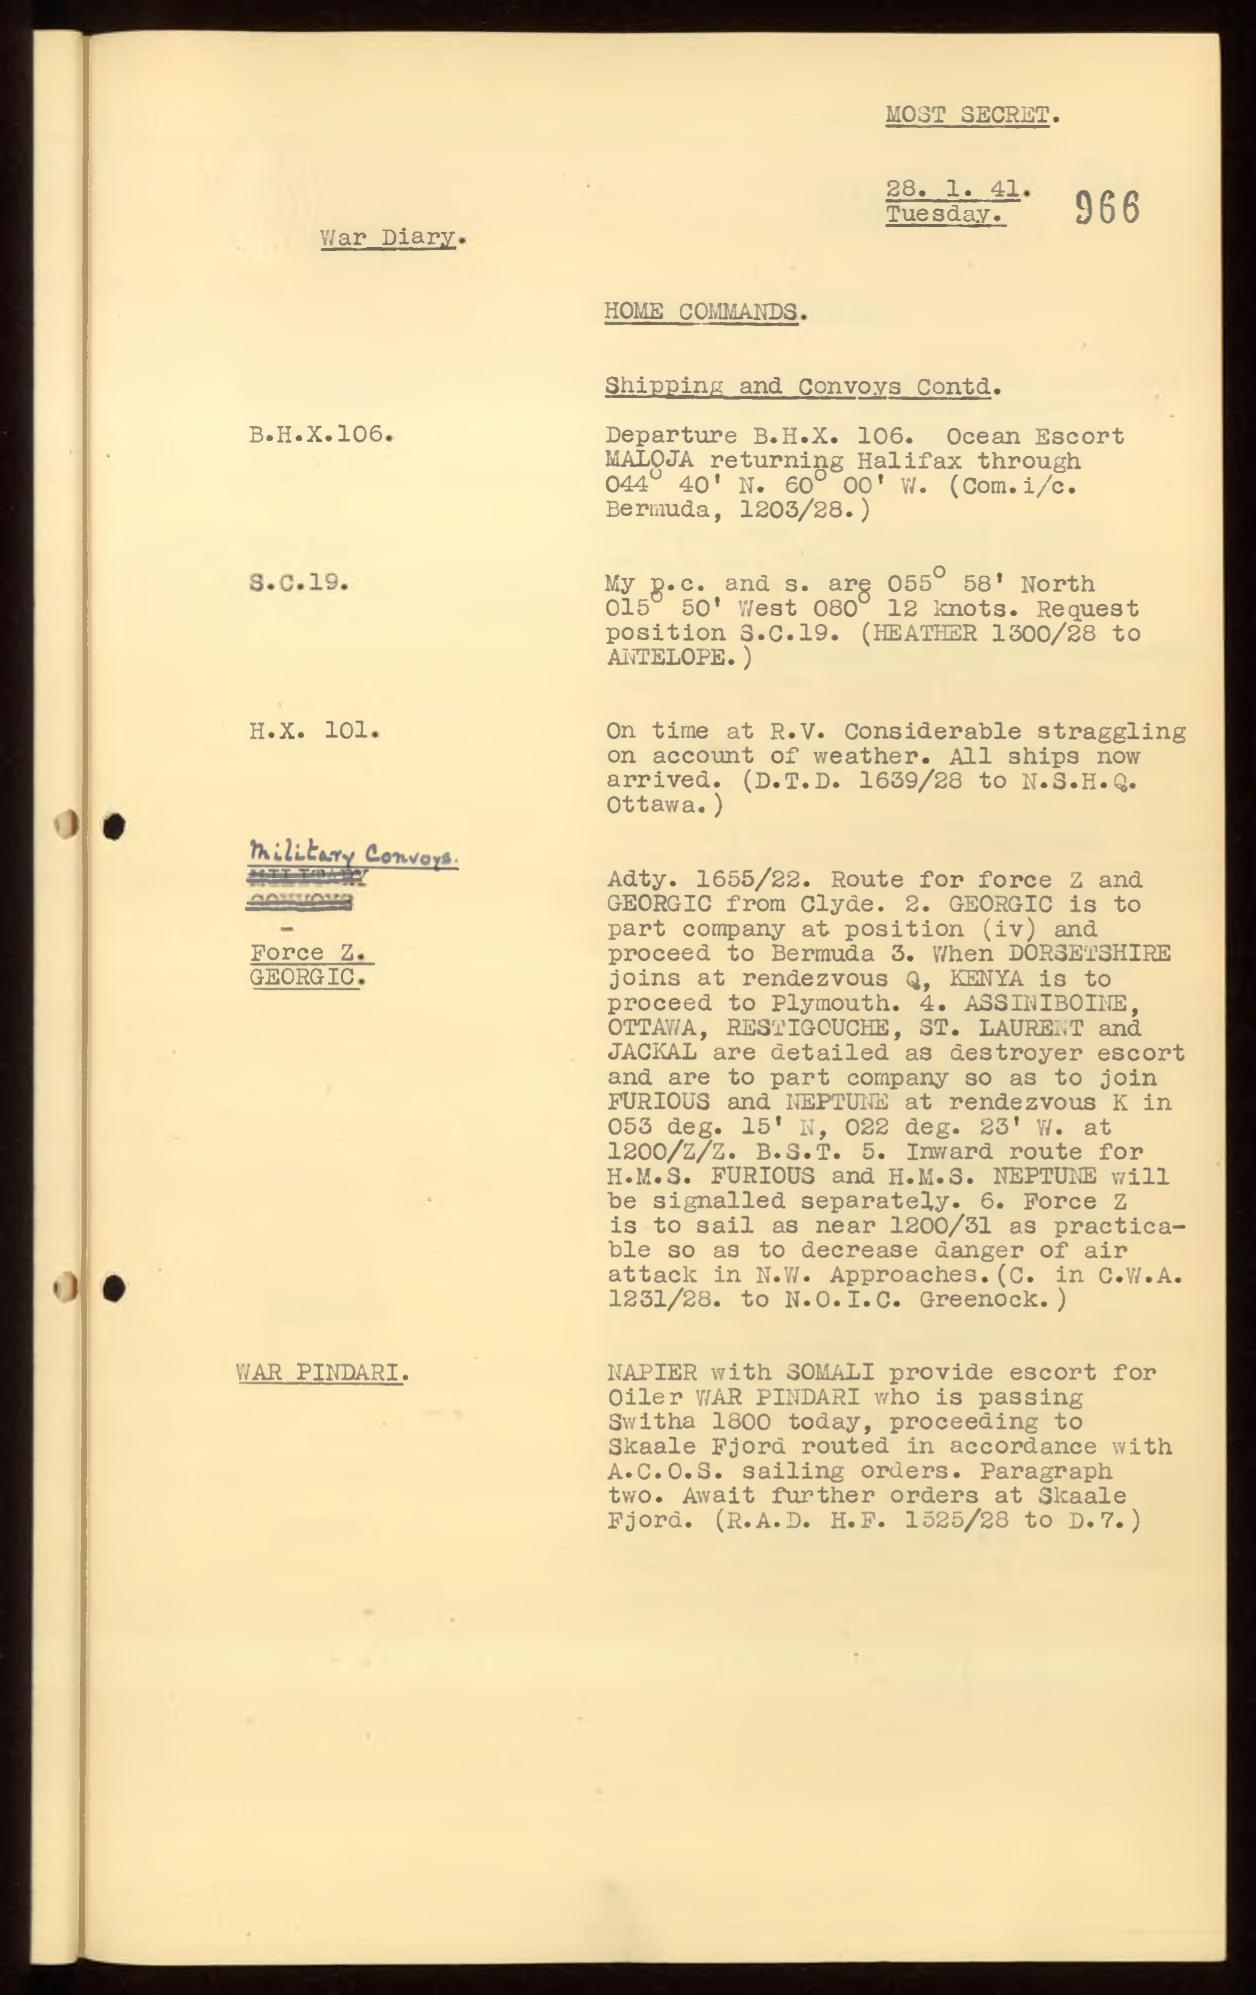 MOST SECRET.
28. 1. 41.
Tuesday.
966
War Diary.
HOME COMMANDS.
Shipping and Convoys Contd.
B.H.X.106.
Departure B.H.X. 106. Ocean Escort
MALOJA returning Halifax through
044° 40' N. 60° 00' W. (Com.i/c.
Bermuda, 1203/28.)
S.C.19.
My p.c. and s. are 055° 58' North
015° 50' West 080° 12 knots. Request
position S.C.19. (HEATHER 1300/28 to
ANTELOPE.)
H.X. 101.
On time at R.V. Considerable straggling
on account of weather. All ships now
arrived. (D.T.D. 1639/28 to N.S.H.Q.
Ottawa.)
Military Convoys.
MILITARY
CONVOYS
-
Force Z.
GEORGIC.
Adty. 1655/22. Route for force Z and
GEORGIC from Clyde. 2. GEORGIC is to
part company at position (iv) and
proceed to Bermuda 3. When DORSETSHIRE
joins at rendezvous Q, KENYA is to
proceed to Plymouth. 4. ASSINIBOINE,
OTTAWA, RESTIGOUCHE, ST. LAURENT and
JACKAL are detailed as destroyer escort
and are to part company so as to join
FURIOUS and NEPTUNE at rendezvous K in
053 deg. 15' N, 022 deg. 23' W. at
1200/Z/Z. B.S.T. 5. Inward route for
H.M.S. FURIOUS and H.M.S. NEPTUNE will
be signalled separately. 6. Force Z
is to sail as near 1200/31 as practica-
ble so as to decrease danger of air
attack in N.W. Approaches.(C. in C.W.A.
1231/28. to N.O.I.C. Greenock.)
WAR PINDARI.
NAPIER with SOMALI provide escort for
Oiler WAR PINDARI who is passing
Switha 1800 today, proceeding to
Skaale Fjord routed in accordance with
A.C.O.S. sailing orders. Paragraph
two. Await further orders at Skaale
Fjord. (R.A.D. H.F. 1525/28 to D.7.)